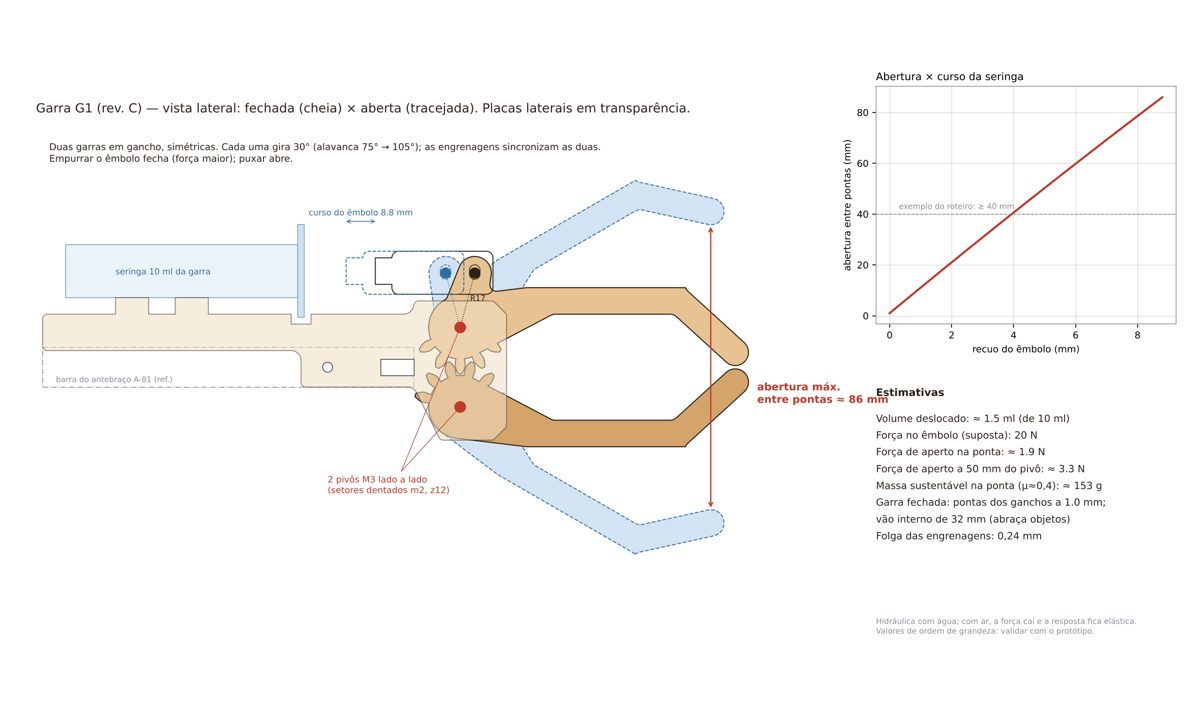 Garra G1 (rev. C) — vista lateral: fechada (cheia) × aberta (tracejada). Placas laterais em transparência.
Duas garras em gancho, simétricas. Cada uma gira 30° (alavanca 75° → 105°); as engrenagens sincronizam as duas.
Empurrar o êmbolo fecha (força maior); puxar abre.
curso do êmbolo 8.8 mm
seringa 10 ml da garra
R17
barra do antebraço A-81 (ref.)
2 pivôs M3 lado a lado
(setores dentados m2, z12)
abertura máx.
entre pontas ≈ 86 mm
Abertura × curso da seringa
abertura entre pontas (mm)
80
60
40
20
0
exemplo do roteiro: ≥ 40 mm
0 2 4 6 8
recuo do êmbolo (mm)
Estimativas
Volume deslocado: ≈ 1.5 ml (de 10 ml)
Força no êmbolo (suposta): 20 N
Força de aperto na ponta: ≈ 1.9 N
Força de aperto a 50 mm do pivô: ≈ 3.3 N
Massa sustentável na ponta (μ≈0,4): ≈ 153 g
Garra fechada: pontas dos ganchos a 1.0 mm;
vão interno de 32 mm (abraça objetos)
Folga das engrenagens: 0,24 mm
Hidráulica com água; com ar, a força cai e a resposta fica elástica.
Valores de ordem de grandeza: validar com o protótipo.